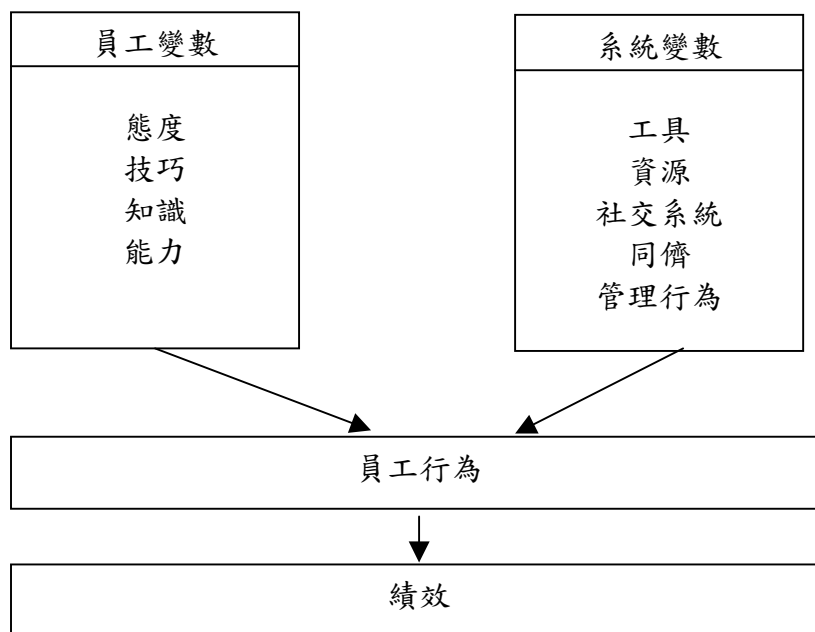 員工變數
態度
技巧
知識
能力
系統變數
工具
資源
社交系統
同儕
管理行為
員工行為
績效